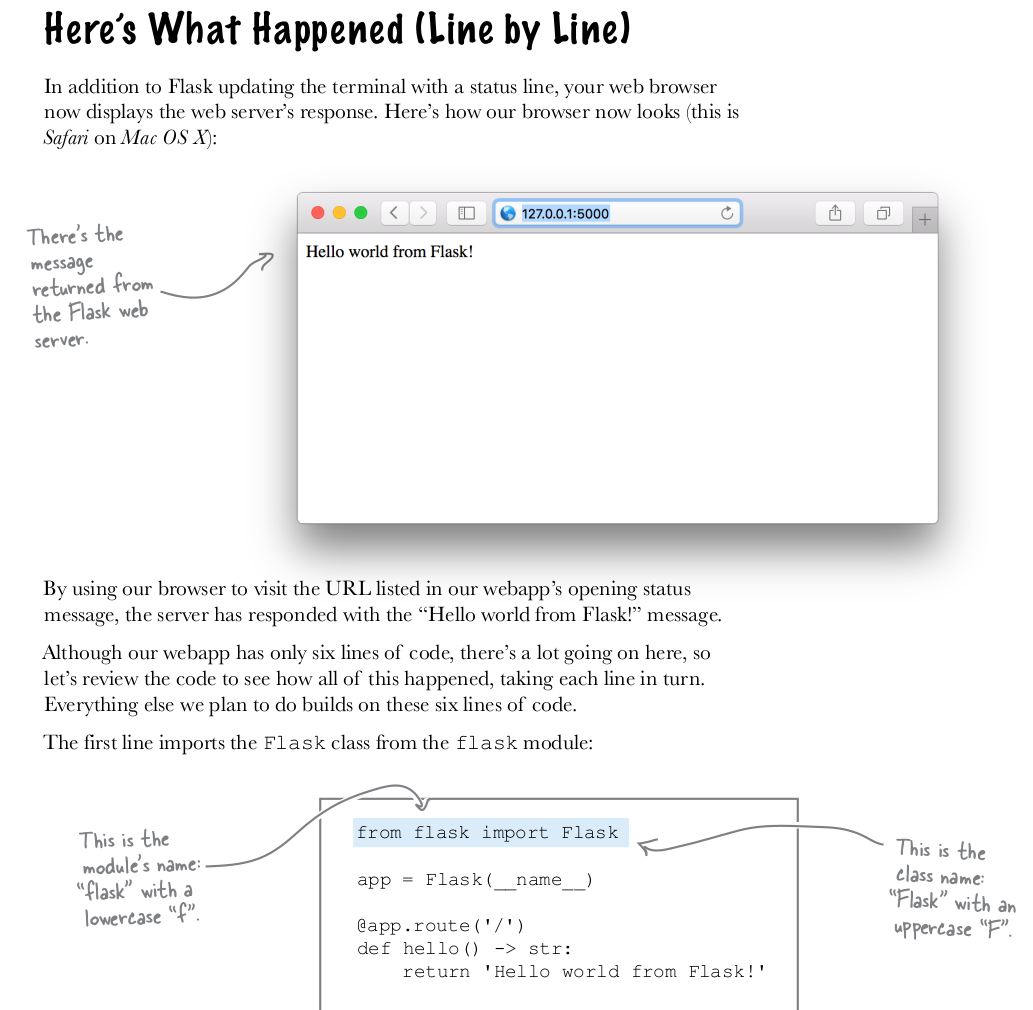 Here's What Happened (Line by Line)
In addition to Flask updating the terminal with a status line, your web browser
now displays the web server’s response. Here’s how our browser now looks (this is
Safari on Mac OS X):
127.0.0.1:5000
There's the
message
returned from
the Flask web
server.
Hello world from Flask!
By using our browser to visit the URL listed in our webapp’s opening status
message, the server has responded with the “Hello world from Flask!” message.
Although our webapp has only six lines of code, there’s a lot going on here, so
let’s review the code to see how all of this happened, taking each line in turn.
Everything else we plan to do builds on these six lines of code.
The first line imports the Flask class from the flask module:
This is the
module's name:
“flask” with a
lowercase “f”.
from flask import Flask
app = Flask(__name__)
@app.route('/')
def hello() -> str:
    return 'Hello world from Flask!'
This is the
class name:
“Flask” with an
uppercase “F”.